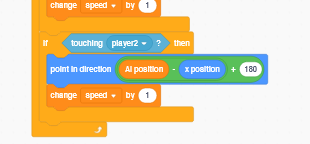 change speed by 1
if touching player2 ? then
point in direction AI position - x position + 180
change speed by 1